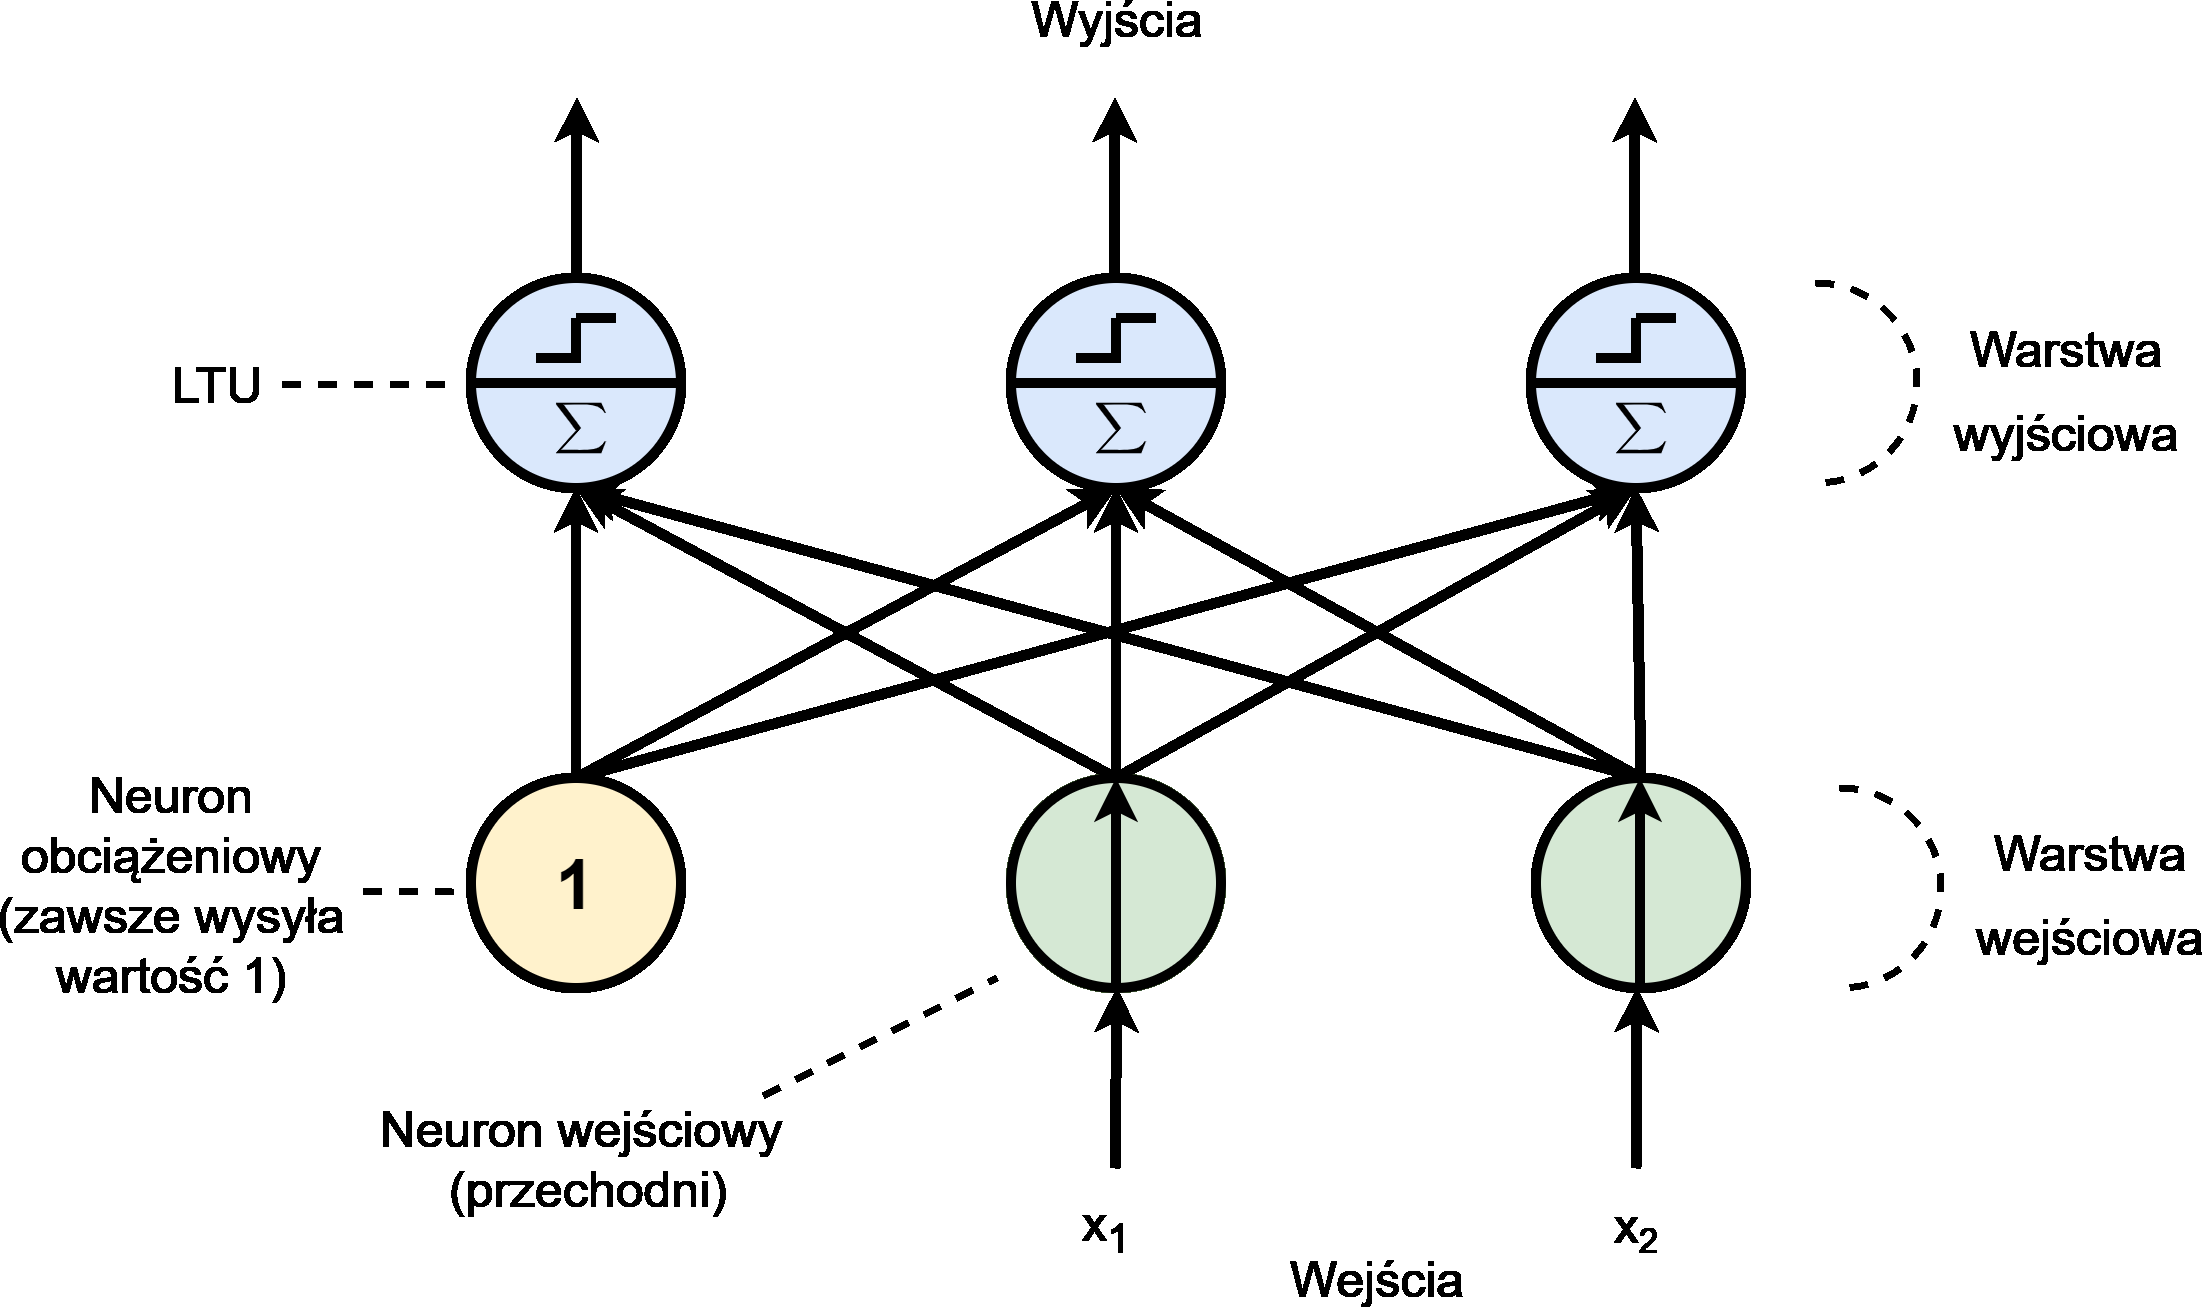 Wyjścia
LTU
Σ
Σ
Σ
Warstwa
wyjściowa
Neuron
obciążeniowy
(zawsze wysyła
wartość 1)
1
Warstwa
wejściowa
Neuron wejściowy
(przechodni)
x₁
x₂
Wejścia